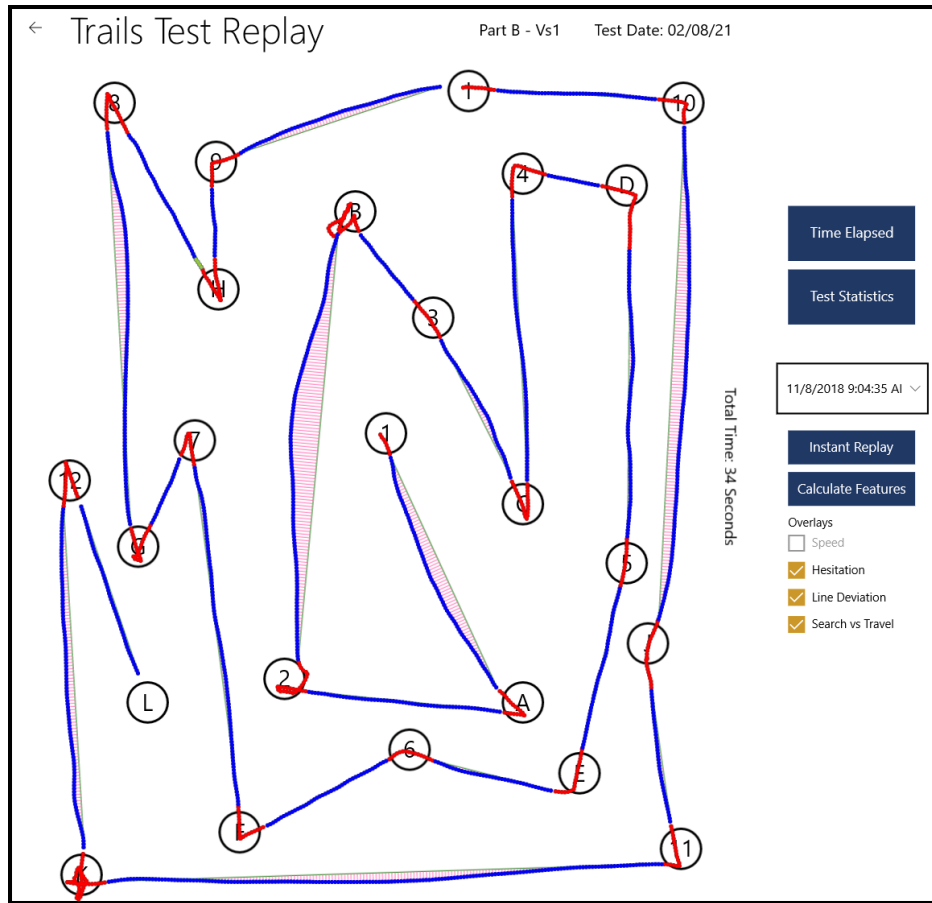 ← Trails Test Replay Part B - Vs1 Test Date: 02/08/21
8 I 10
9 4 D
B
H
3
1 7
12
C
G 5
J
2 A L
6
E
F
11
K
Time Elapsed
Test Statistics
11/8/2018 9:04:35 Al
Total Time: 34 Seconds
Instant Replay
Calculate Features
Overlays
Speed
Hesitation
Line Deviation
Search vs Travel